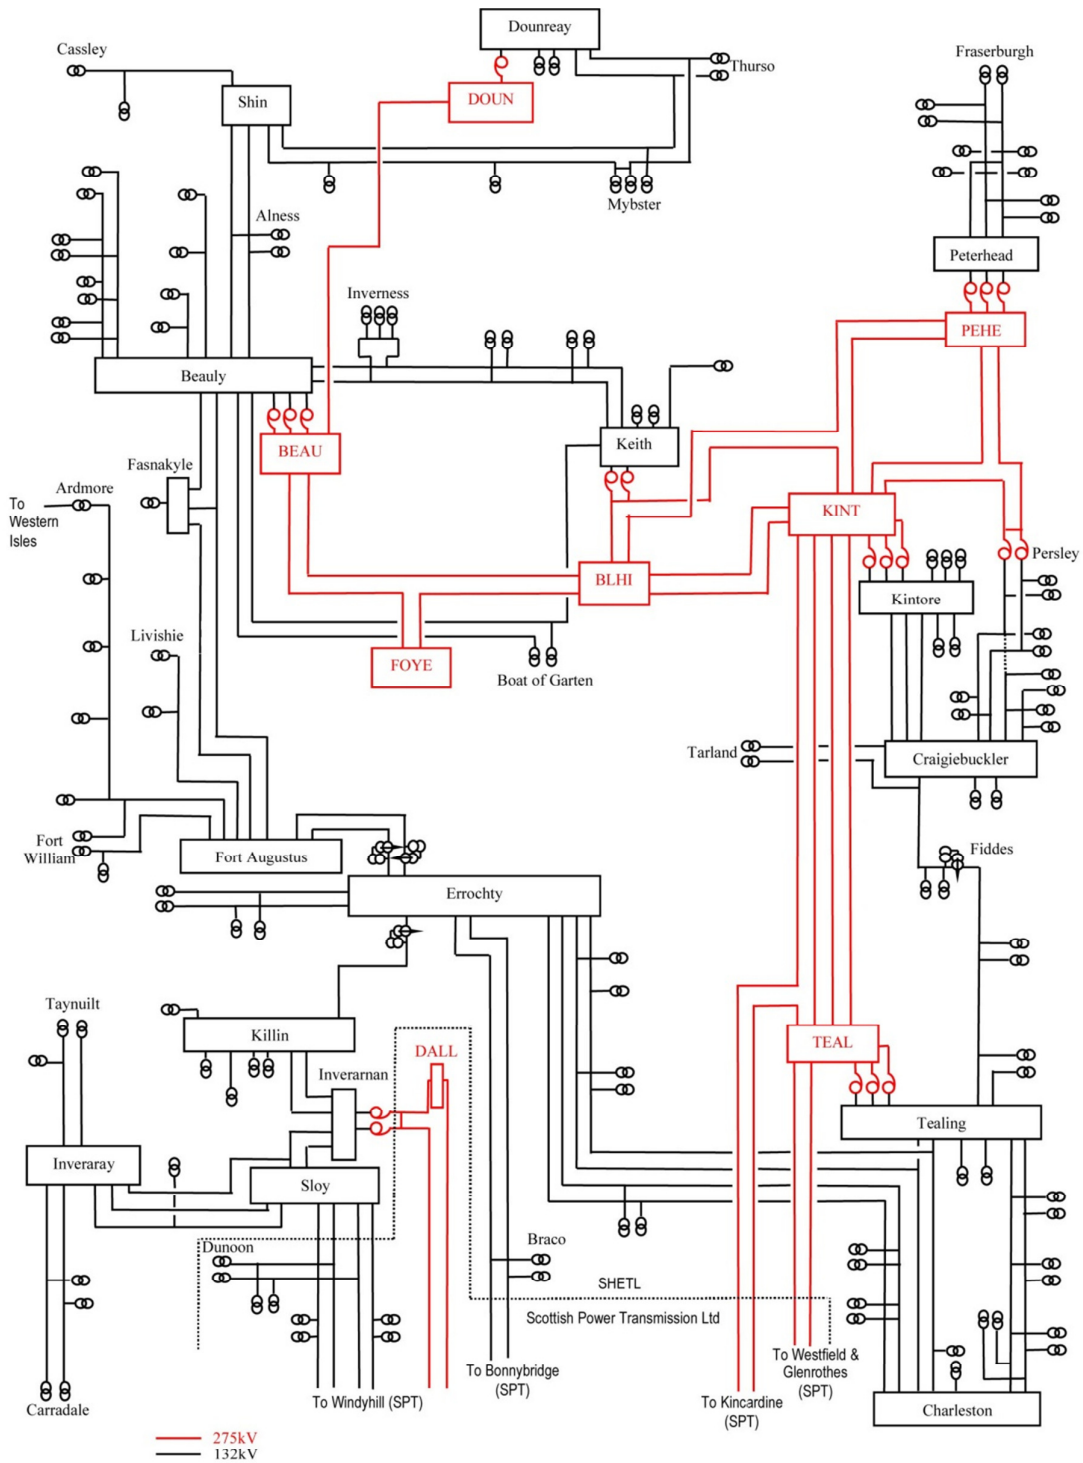 Dounreay
Cassley
Fraserburgh
Thurso
Shin
DOUN
Mybster
Alness
Peterhead
Inverness
PEHE
Beauly
Keith
BEAU
Fasnakyle
Ardmore
To
Western
Isles
KINT
Persley
BLHI
Kintore
Livishie
FOYE
Boat of Garten
Tarland
Craigiebuckler
Fort
William
Fort Augustus
Fiddes
Errochty
Taynuilt
Killin
DALL
TEAL
Inverarnan
Tealing
Inveraray
Sloy
Dunoon
Braco
SHETL
Scottish Power Transmission Ltd
To Westfield &
Glenrothes
(SPT)
To Bonnybridge
(SPT)
To Windyhill (SPT)
To Kincardine
(SPT)
Carradale
Charleston
275kV
132kV